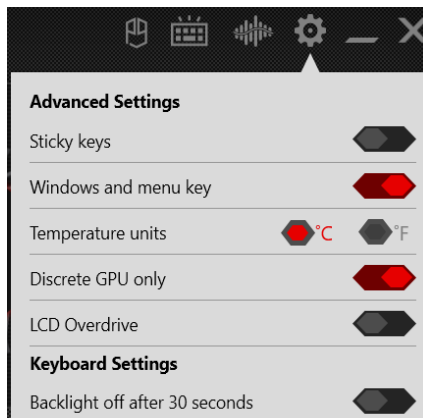 Advanced Settings
Sticky keys
Windows and menu key
Temperature units °C °F
Discrete GPU only
LCD Overdrive
Keyboard Settings
Backlight off after 30 seconds